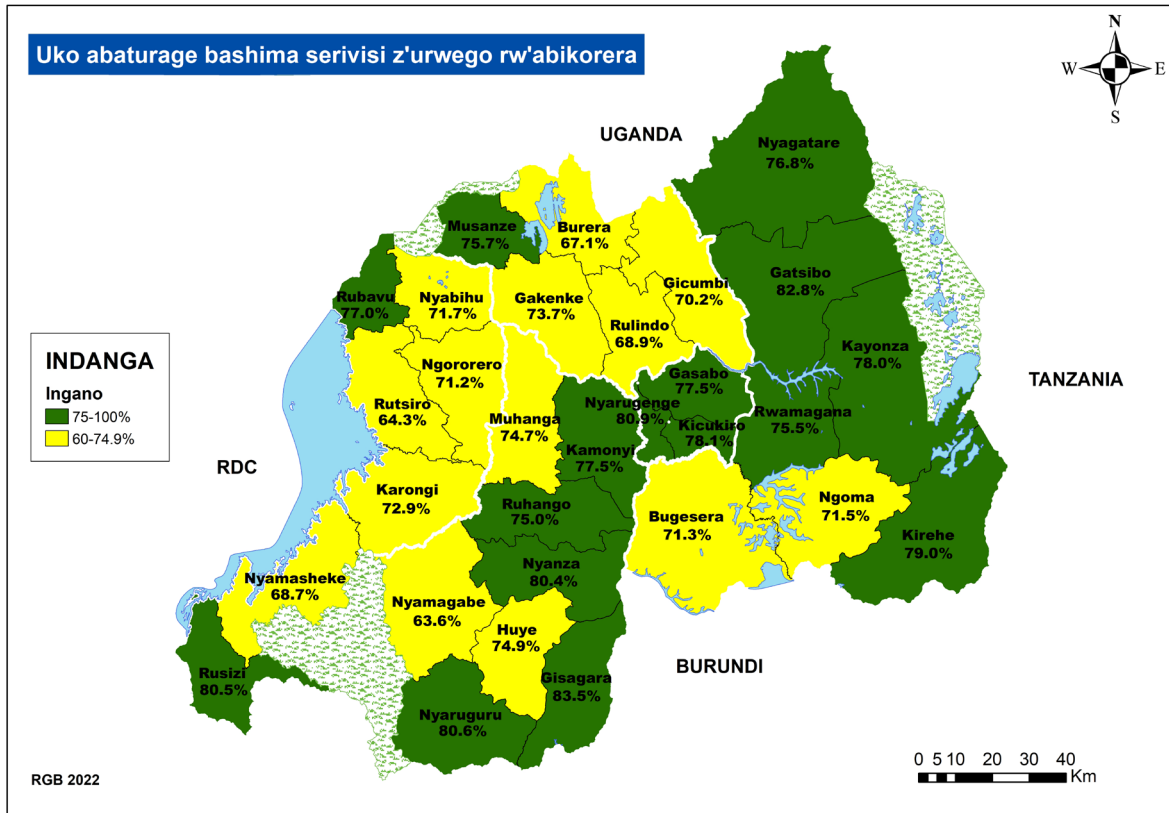 Uko abaturage bashima serivisi z'urwego rw'abikorera
N
W
E
S
UGANDA
Nyagatare
76.8%
Musanze
75.7%
Burera
67.1%
Gicumbi
70.2%
Gatsibo
82.8%
Rubavu
77.0%
Nyabihu
71.7%
Gakenke
73.7%
Rulindo
68.9%
Kayonza
78.0%
INDANGA
Ingano
75-100%
60-74.9%
Ngororero
71.2%
Rutsiro
64.3%
Muhanga
74.7%
Gasabo
77.5%
Nyarugenge
80.9%
Kicukiro
78.1%
Rwamagana
75.5%
TANZANIA
Kamonyi
77.5%
RDC
Karongi
72.9%
Ruhango
75.0%
Bugesera
71.3%
Ngoma
71.5%
Kirehe
79.0%
Nyanza
80.4%
Nyamasheke
68.7%
Nyamagabe
63.6%
Huye
74.9%
BURUNDI
Rusizi
80.5%
Gisagara
83.5%
Nyaruguru
80.6%
RGB 2022
0 5 10 20 30 40
Km